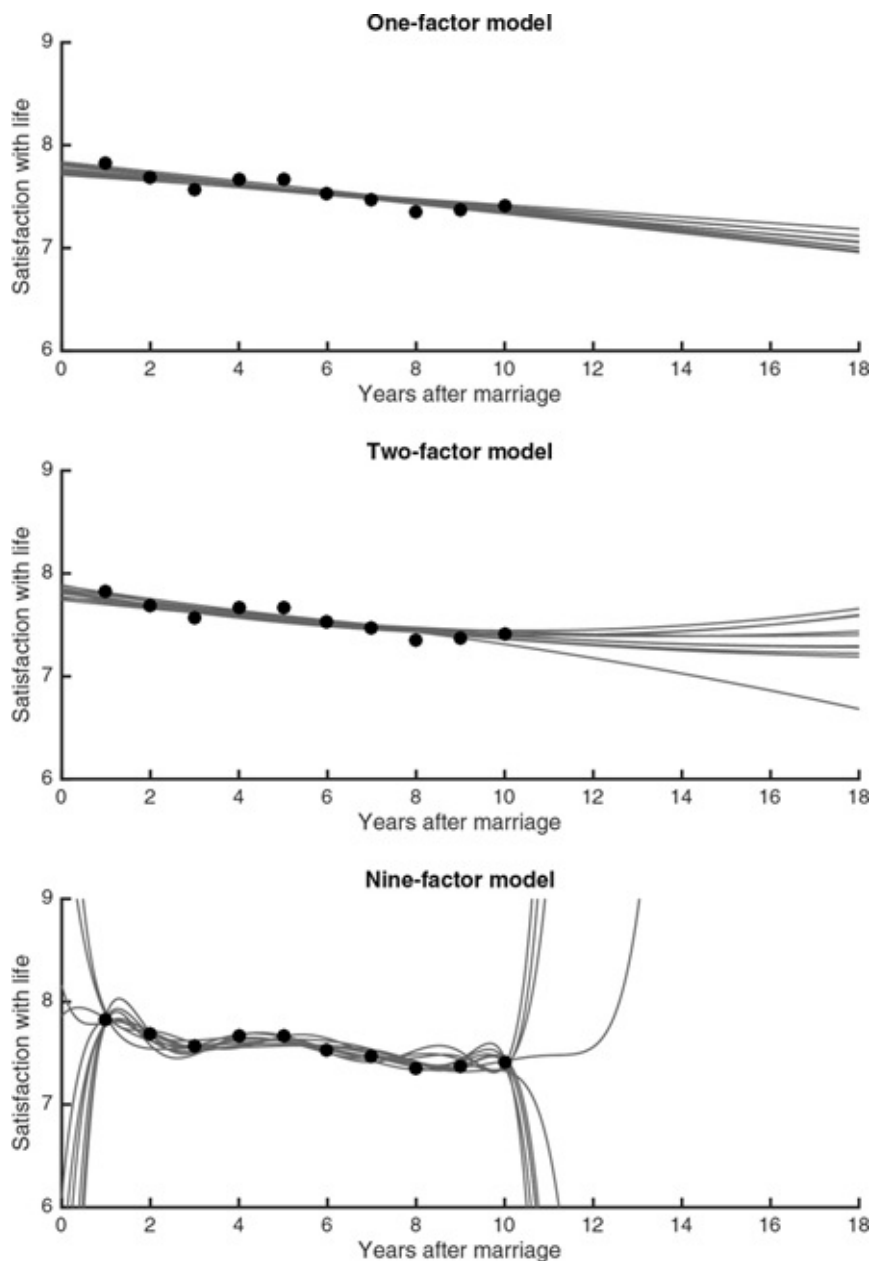 One-factor model
9
8
7
6
Satisfaction with life
0 2 4 6 8 10 12 14 16 18
Years after marriage
Two-factor model
9
8
7
6
Satisfaction with life
0 2 4 6 8 10 12 14 16 18
Years after marriage
Nine-factor model
9
8
7
6
Satisfaction with life
0 2 4 6 8 10 12 14 16 18
Years after marriage